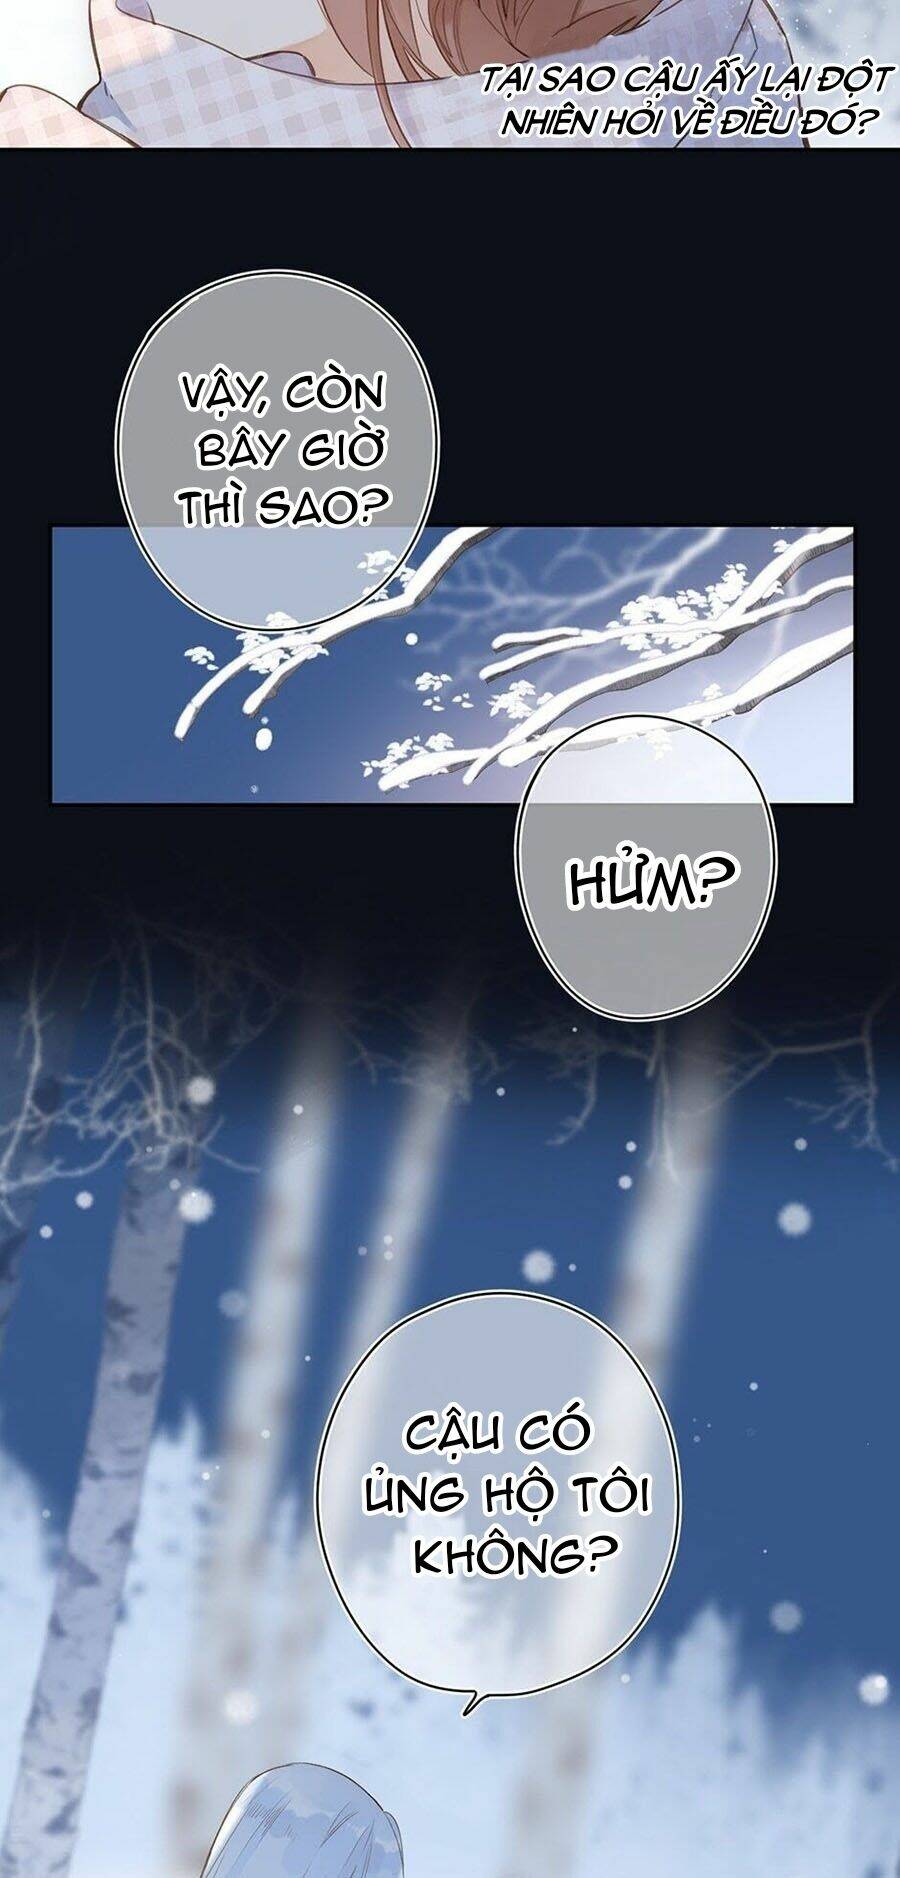 TẠI SAO CẬU ẤY LẠI ĐỘT
NHIÊN HỎI VỀ ĐIỀU ĐÓ?
VẬY, CÒN
BÂY GIỜ
THÌ SAO?
HỬM?
CẬU CÓ
ỦNG HỘ TÔI
KHÔNG?